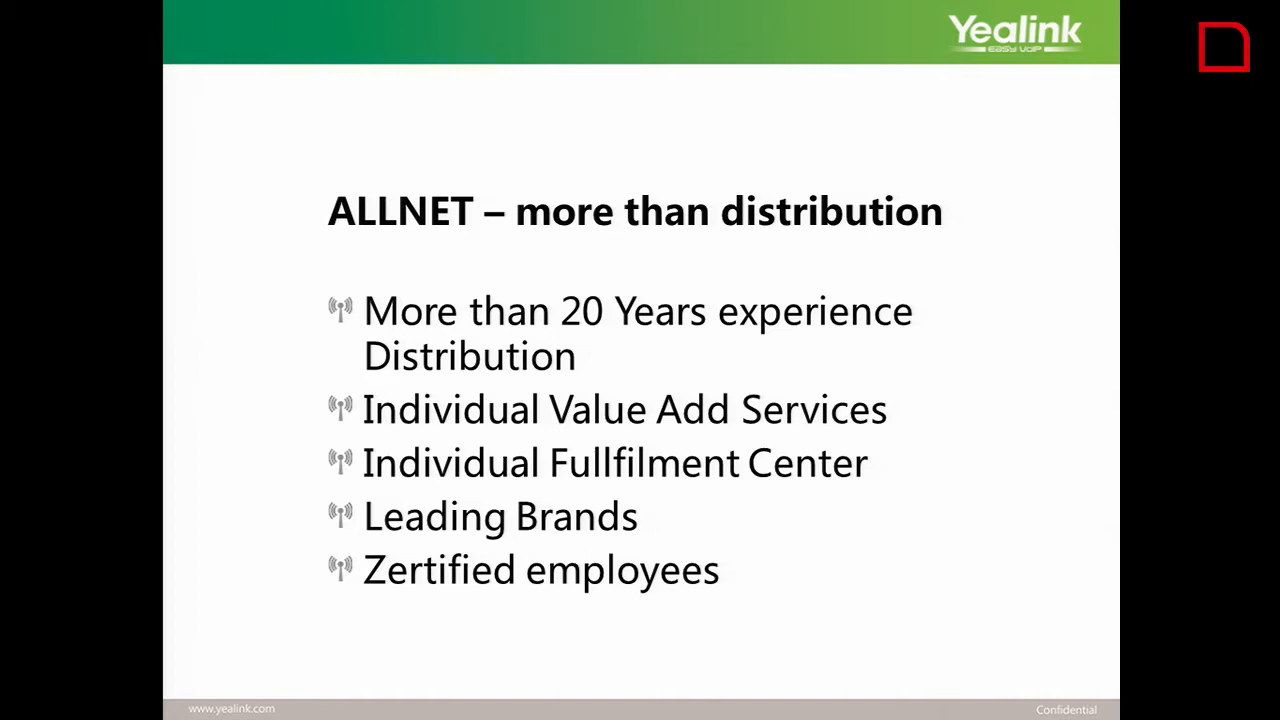 Yealink
easy VoIP
ALLNET – more than distribution
More than 20 Years experience
Distribution
Individual Value Add Services
Individual Fullfilment Center
Leading Brands
Zertified employees
www.yealink.com
Confidential